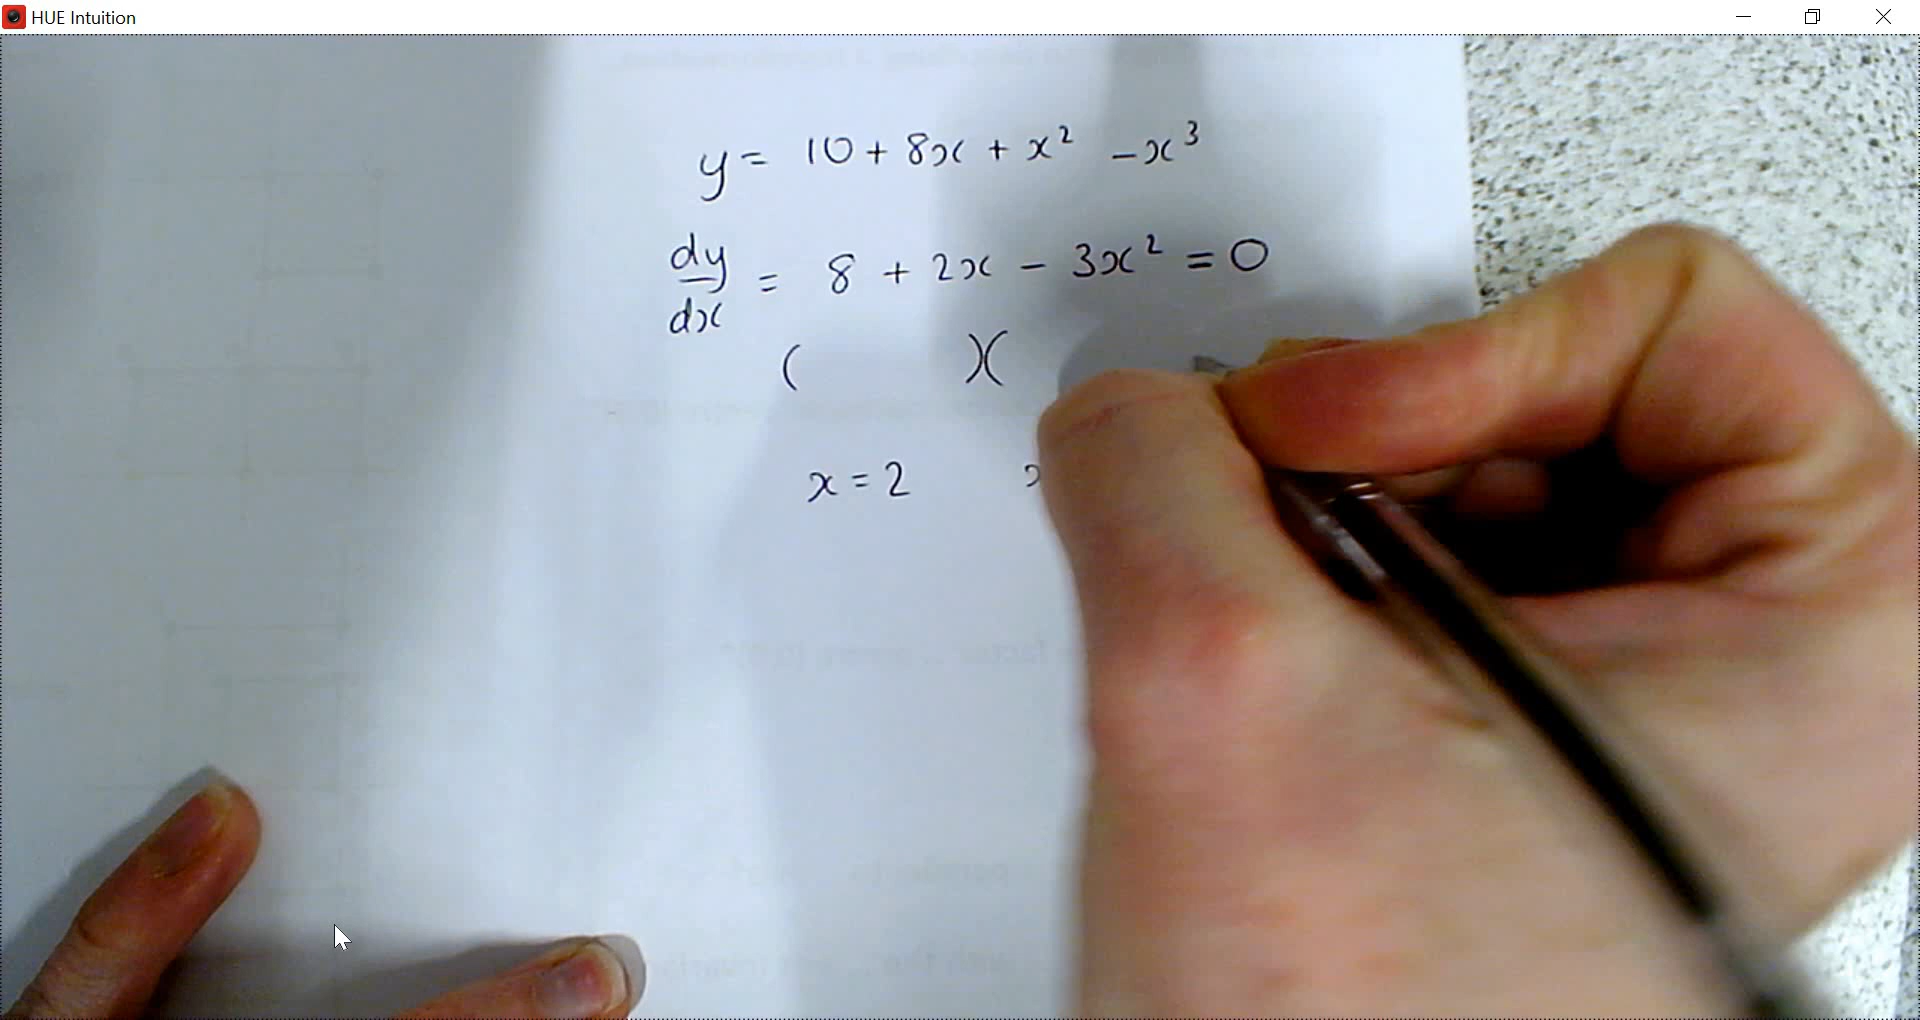 HUE Intuition
y = 10 + 8x + x² - x³
dy/dx = 8 + 2x - 3x² = 0
( )(
x = 2 x